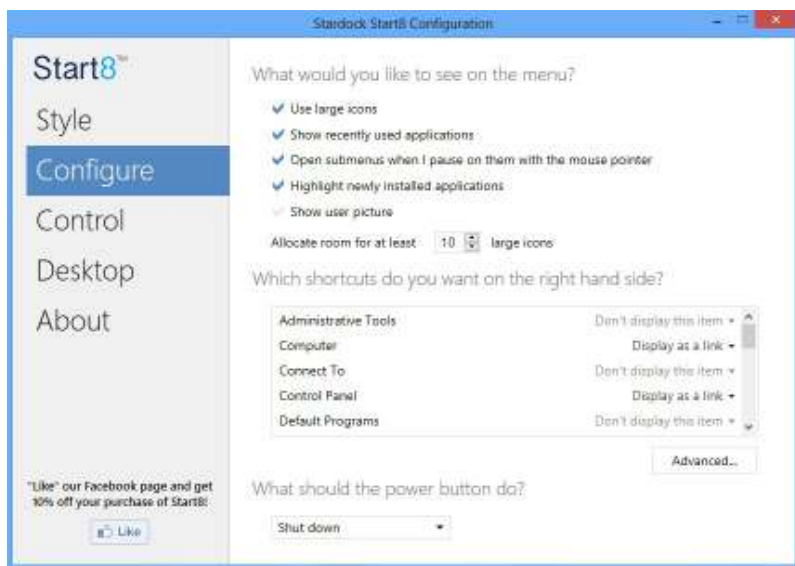 Stardock Start8 Configuration
Start8™
Style
Configure
Control
Desktop
About
"Like" our Facebook page and get
10% off your purchase of Start8!
Like
What would you like to see on the menu?
Use large icons
Show recently used applications
Open submenus when I pause on them with the mouse pointer
Highlight newly installed applications
Show user picture
Allocate room for at least 10 large icons
Which shortcuts do you want on the right hand side?
Administrative Tools Don't display this item
Computer Display as a link
Connect To Don't display this item
Control Panel Display as a link
Default Programs Don't display this item
Advanced...
What should the power button do?
Shut down